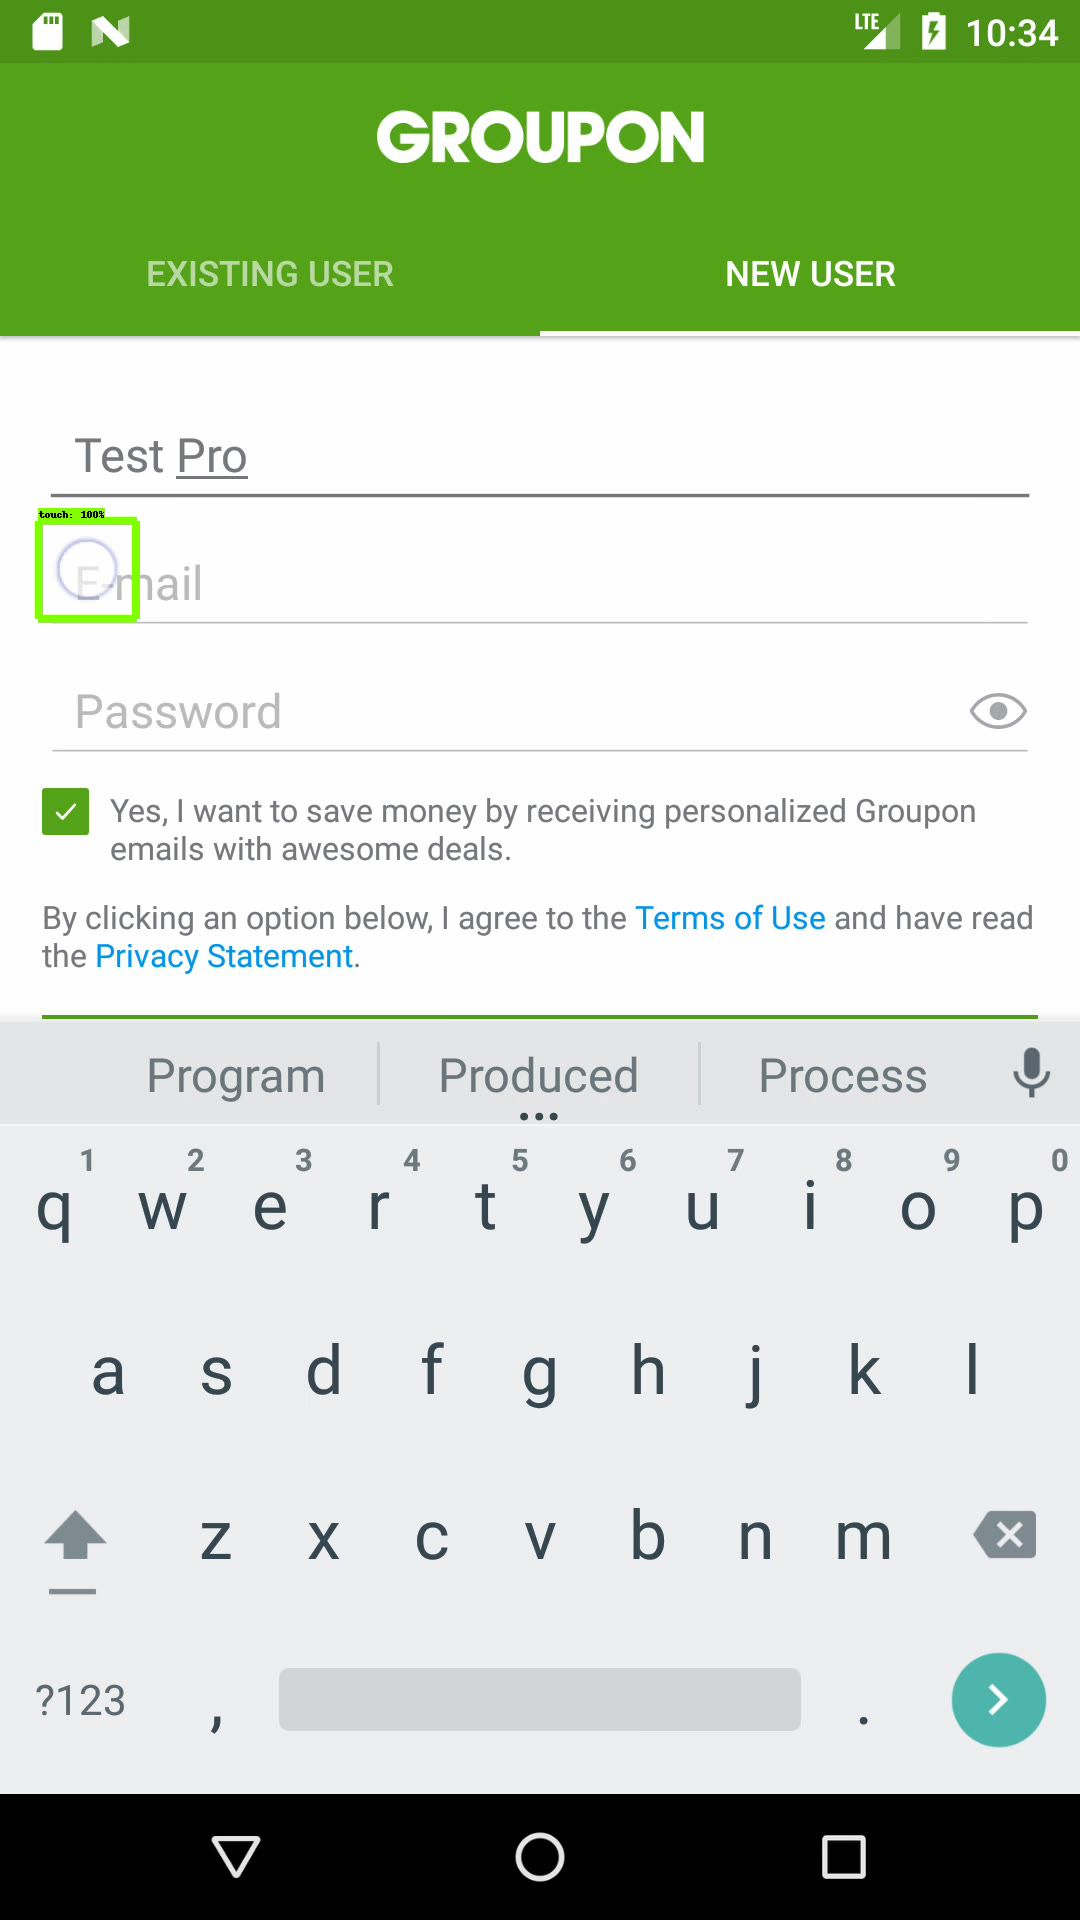 LTE 10:34
GROUPON
EXISTING USER NEW USER
Test Pro
touch: 100%
E-mail
Password
Yes, I want to save money by receiving personalized Groupon
emails with awesome deals.
By clicking an option below, I agree to the Terms of Use and have read
the Privacy Statement.
Program Produced Process
1 2 3 4 5 6 7 8 9 0
q w e r t y u i o p
a s d f g h j k l
z x c v b n m
?123 , .